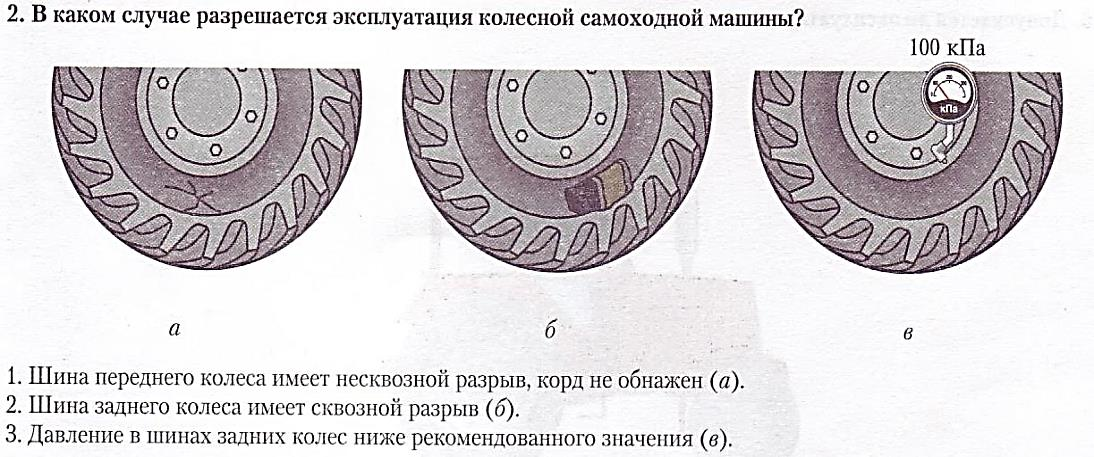 2. В каком случае разрешается эксплуатация колесной самоходной машины?
100 кПа
кПа
а
б
в
1. Шина переднего колеса имеет несквозной разрыв, корд не обнажен (а).
2. Шина заднего колеса имеет сквозной разрыв (б).
3. Давление в шинах задних колес ниже рекомендованного значения (в).